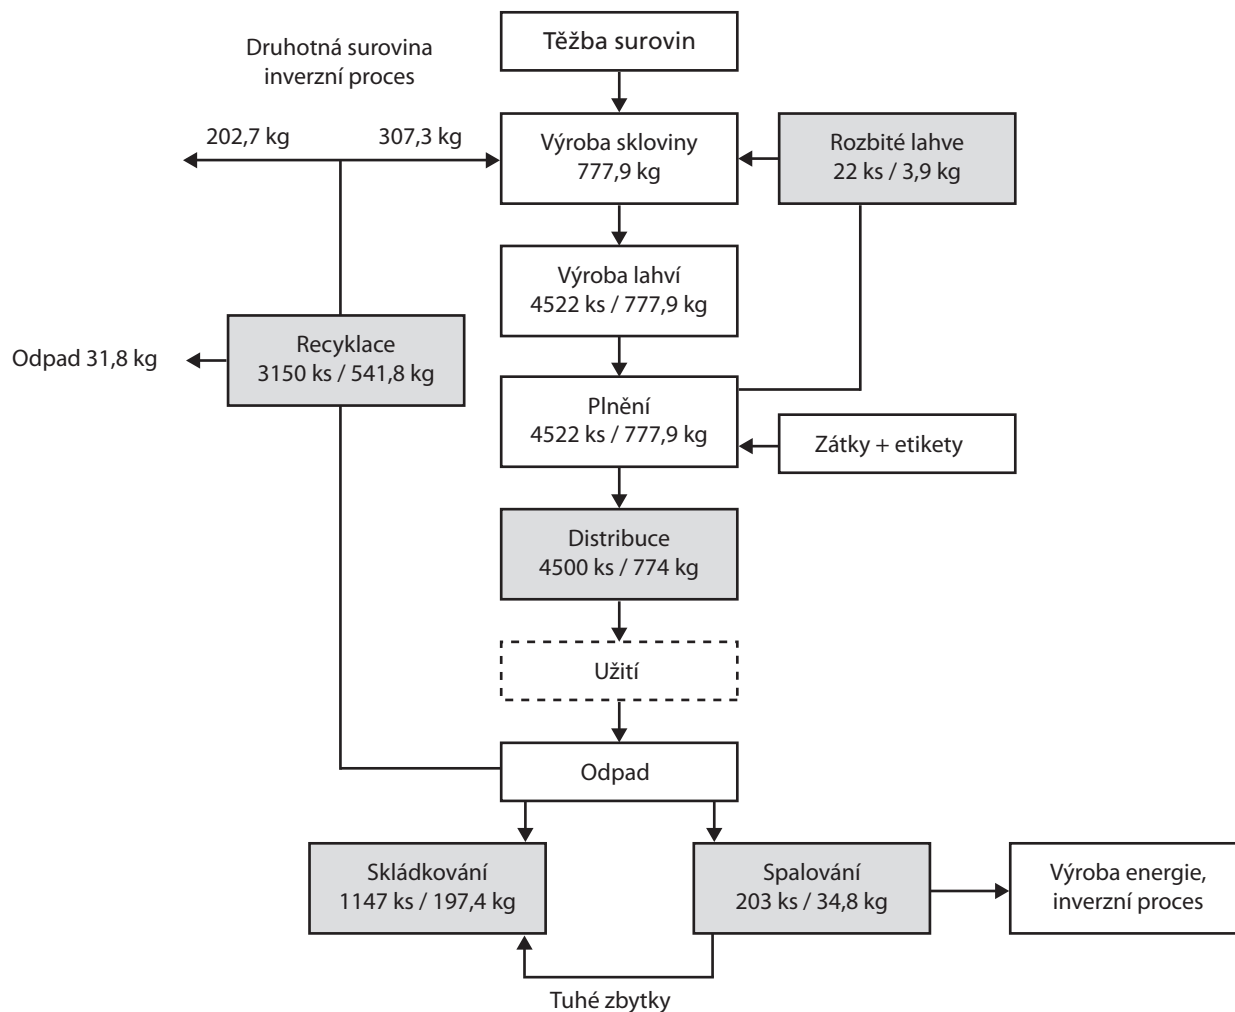 Těžba surovin
Druhotná surovina
inverzní proces
202,7 kg
307,3 kg
Výroba skloviny
777,9 kg
Rozbité lahve
22 ks / 3,9 kg
Výroba lahví
4522 ks / 777,9 kg
Odpad 31,8 kg
Recyklace
3150 ks / 541,8 kg
Plnění
4522 ks / 777,9 kg
Zátky + etikety
Distribuce
4500 ks / 774 kg
Užití
Odpad
Skládkování
1147 ks / 197,4 kg
Spalování
203 ks / 34,8 kg
Výroba energie,
inverzní proces
Tuhé zbytky